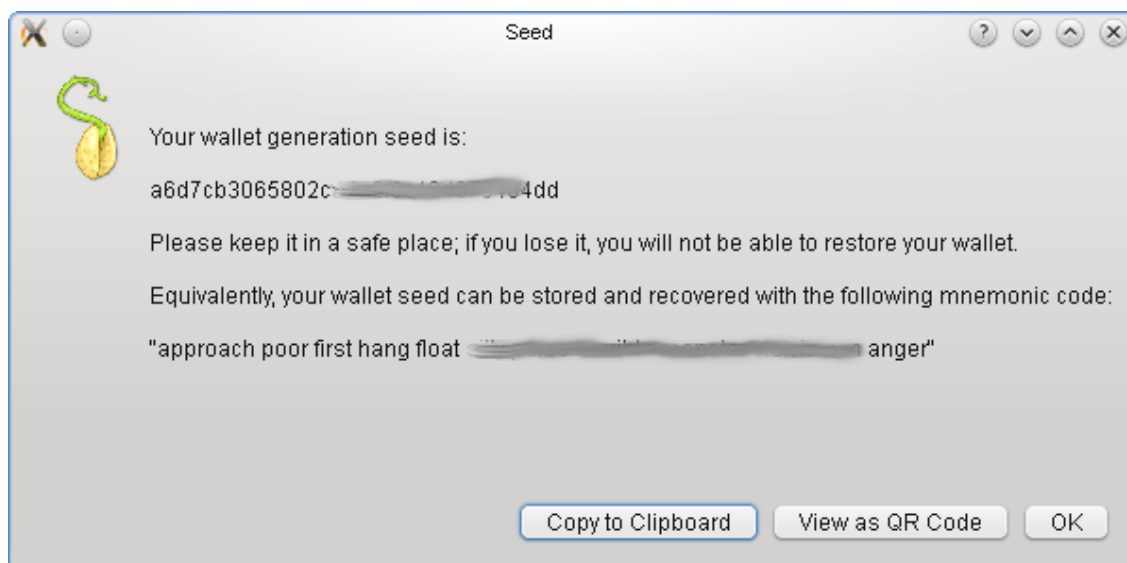 Seed
Your wallet generation seed is:
a6d7cb3065802c 4dd
Please keep it in a safe place; if you lose it, you will not be able to restore your wallet.
Equivalently, your wallet seed can be stored and recovered with the following mnemonic code:
"approach poor first hang float anger"
Copy to Clipboard
View as QR Code
OK